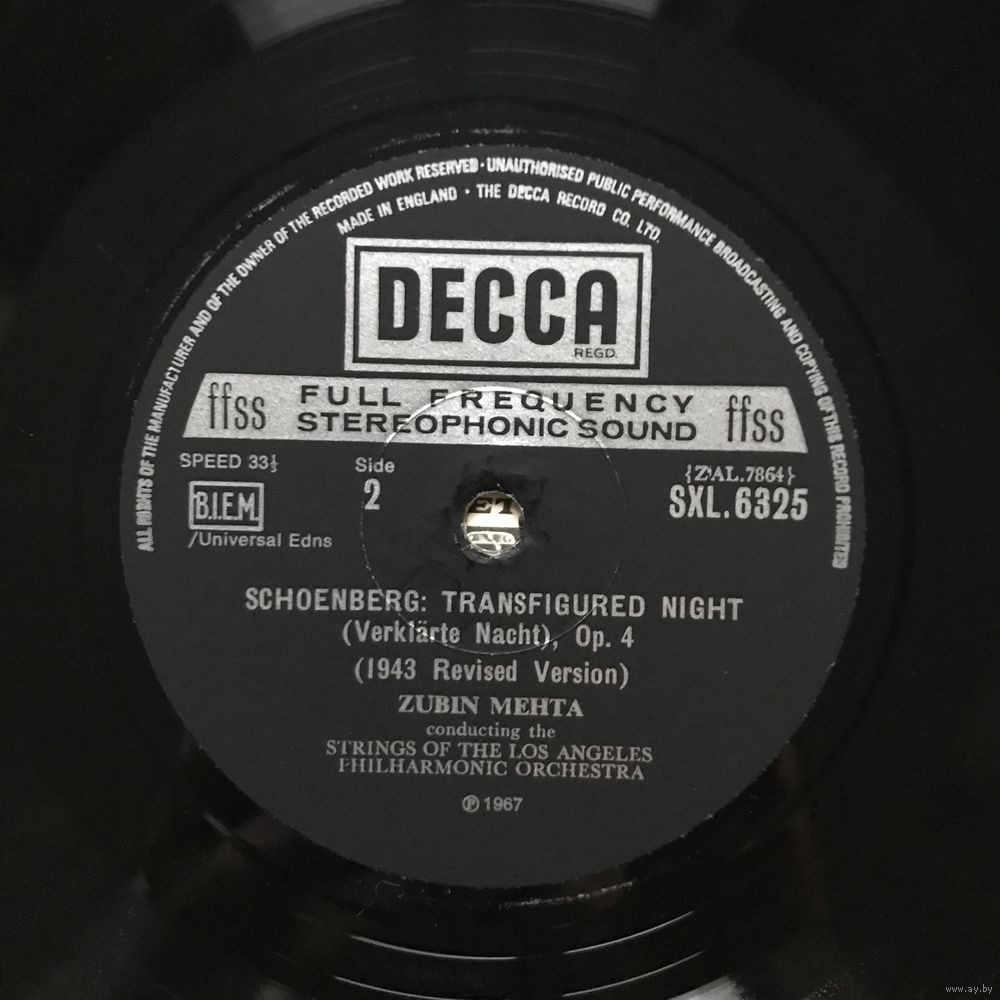 ALL RIGHTS OF THE MANUFACTURER AND OF THE OWNER OF THE RECORDED WORK RESERVED · UNAUTHORISED PUBLIC PERFORMANCE BROADCASTING AND COPYING OF THIS RECORD PROHIBITED
MADE IN ENGLAND · THE DECCA RECORD CO. LTD.
DECCA
REGD.
ffss FULL FREQUENCY STEREOPHONIC SOUND ffss
SPEED 33⅓
Side 2
{ZAL.7864}
SXL.6325
B.I.E.M.
/Universal Edns
SCHOENBERG: TRANSFIGURED NIGHT
(Verklärte Nacht), Op. 4
(1943 Revised Version)
ZUBIN MEHTA
conducting the
STRINGS OF THE LOS ANGELES
PHILHARMONIC ORCHESTRA
℗ 1967
www.ay.by